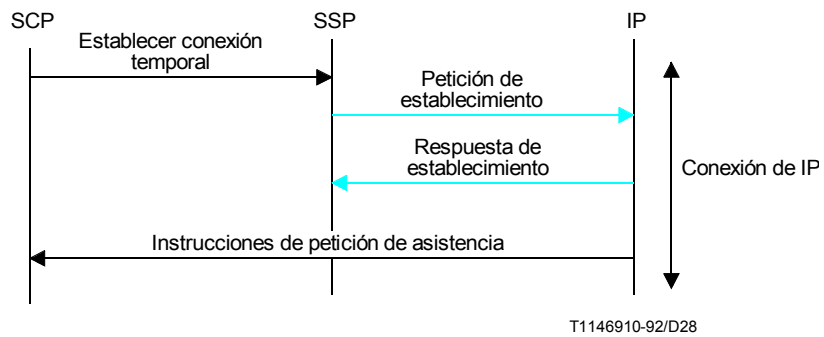 SCP SSP IP
Establecer conexión
temporal
Petición de
establecimiento
Respuesta de
establecimiento
Conexión de IP
Instrucciones de petición de asistencia
T1146910-92/D28